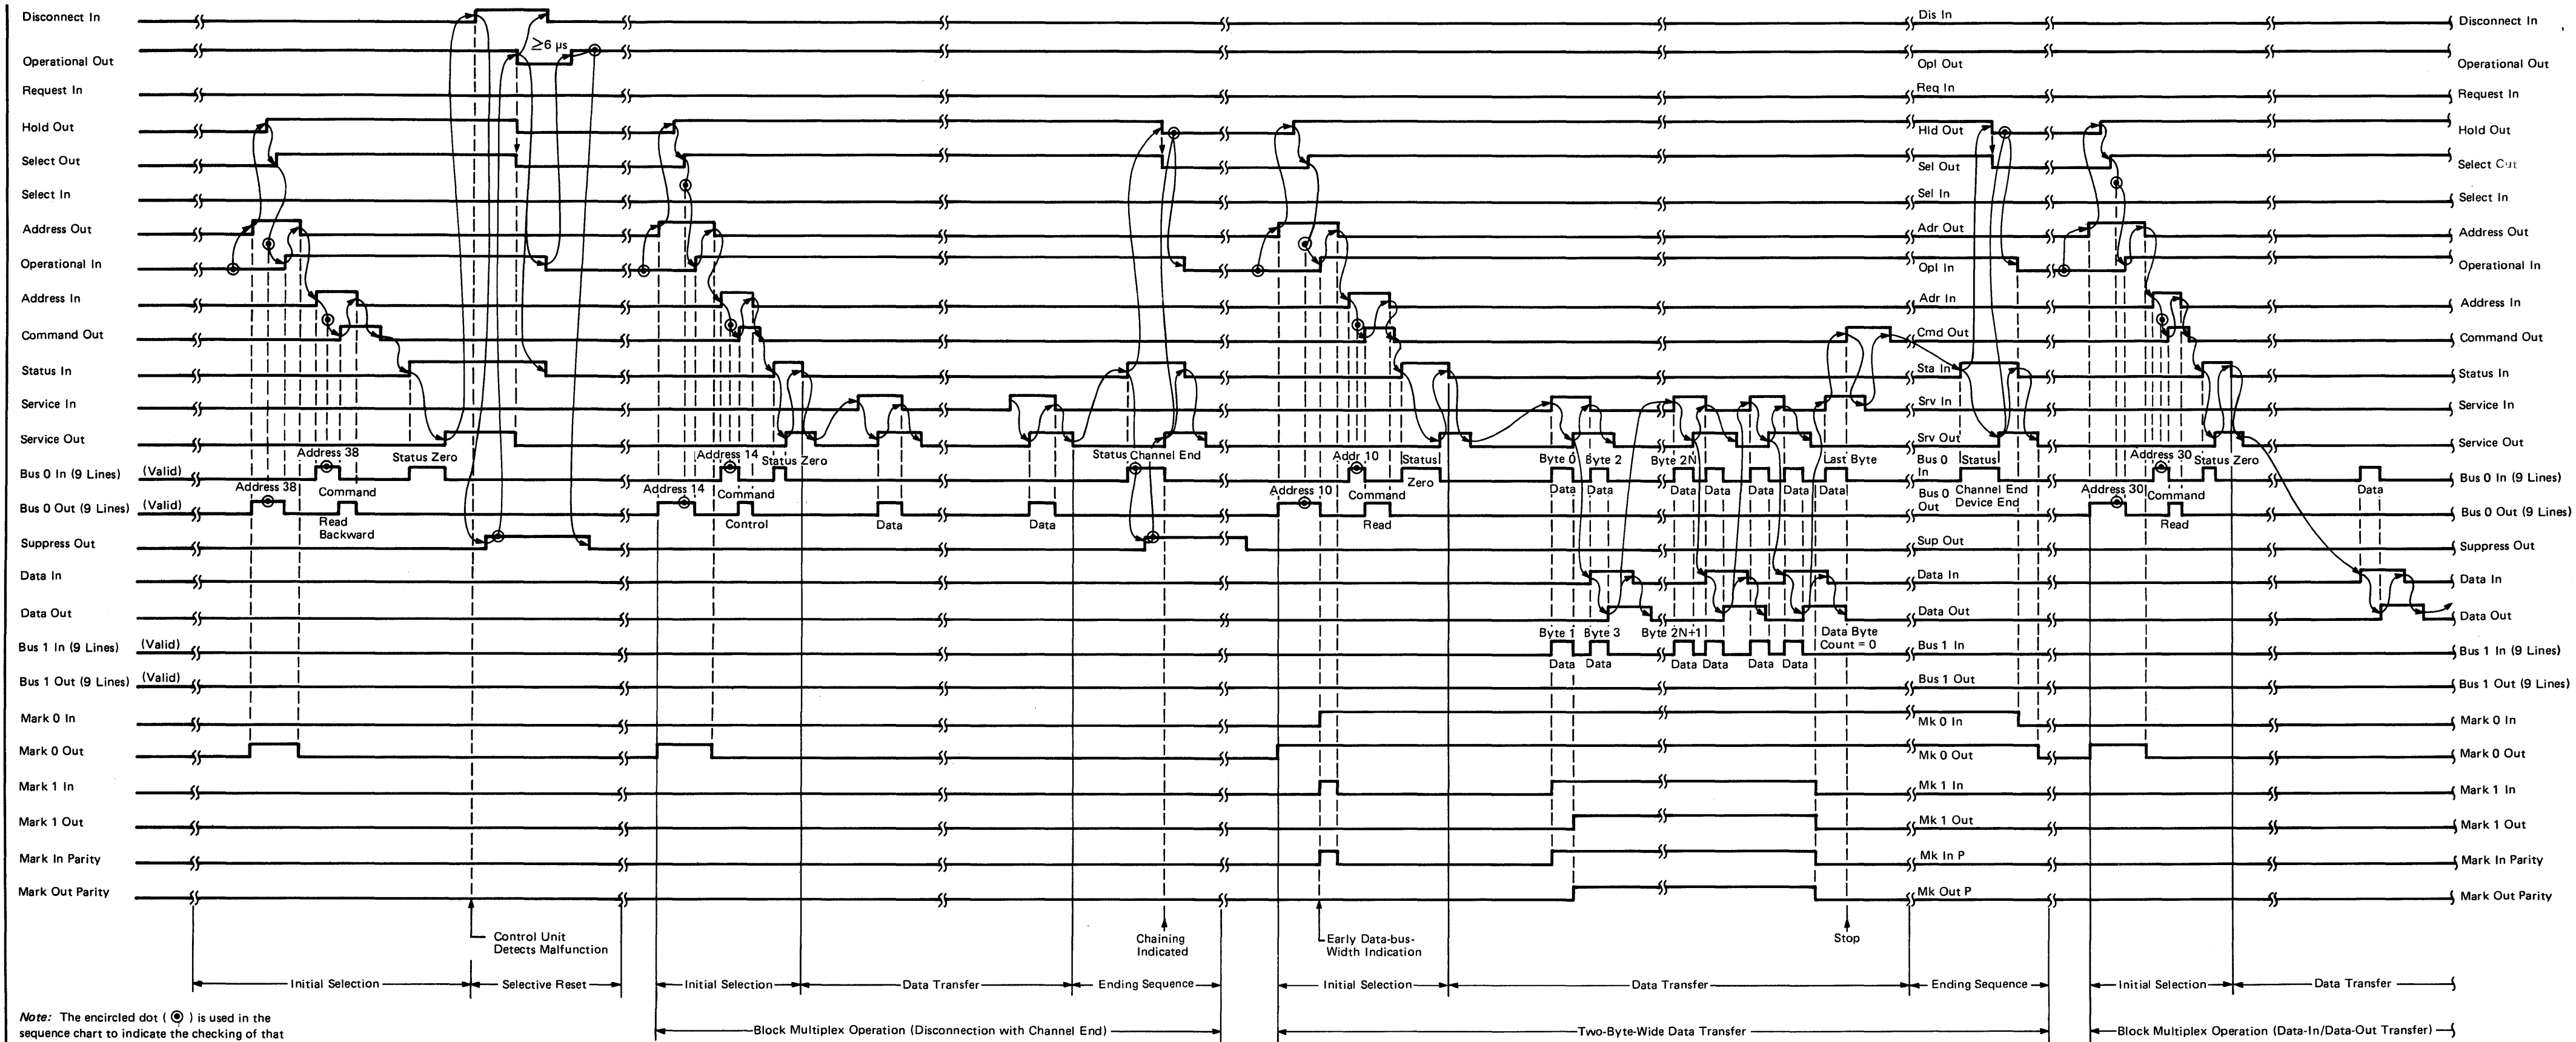 Disconnect In
Dis In
Disconnect In
≥6 μs
Operational Out
Opl Out
Operational Out
Request In
Req In
Request In
Hold Out
Hld Out
Hold Out
Select Out
Sel Out
Select Out
Select In
Sel In
Select In
Address Out
Adr Out
Address Out
Operational In
Opl In
Operational In
Address In
Adr In
Address In
Command Out
Cmd Out
Command Out
Status In
Sta In
Status In
Service In
Srv In
Service In
Service Out
Srv Out
Service Out
Address 38
Status Zero
Address 14
Status Zero
Status Channel End
Addr 10
Status
Zero
Byte 0
Byte 2
Byte 2N
Last Byte
Bus 0
In
Status
Address 30
Status Zero
Bus 0 In (9 Lines)
(Valid)
Data
Data
Data
Data
Data
Data
Data
Channel End
Device End
Data
Bus 0 In (9 Lines)
Address 38
Command
Address 14
Command
Address 10
Command
Address 30
Command
Bus 0 Out (9 Lines)
(Valid)
Read
Backward
Control
Data
Data
Read
Bus 0
Out
Read
Bus 0 Out (9 Lines)
Suppress Out
Sup Out
Suppress Out
Data In
Data In
Data In
Data Out
Data Out
Data Out
Byte 1
Byte 3
Byte 2N+1
Data Byte
Count = 0
Bus 1 In (9 Lines)
(Valid)
Bus 1 In
Bus 1 In (9 Lines)
Data
Data
Data
Data
Data
Data
Bus 1 Out (9 Lines)
(Valid)
Bus 1 Out
Bus 1 Out (9 Lines)
Mark 0 In
Mk 0 In
Mark 0 In
Mark 0 Out
Mk 0 Out
Mark 0 Out
Mark 1 In
Mk 1 In
Mark 1 In
Mark 1 Out
Mk 1 Out
Mark 1 Out
Mark In Parity
Mk In P
Mark In Parity
Mark Out Parity
Mk Out P
Mark Out Parity
Control Unit
Detects Malfunction
Chaining
Indicated
Early Data-bus-
Width Indication
Stop
Initial Selection
Selective Reset
Initial Selection
Data Transfer
Ending Sequence
Initial Selection
Data Transfer
Ending Sequence
Initial Selection
Data Transfer
Block Multiplex Operation (Disconnection with Channel End)
Two-Byte-Wide Data Transfer
Block Multiplex Operation (Data-In/Data-Out Transfer)
Note: The encircled dot ( ) is used in the
sequence chart to indicate the checking of that